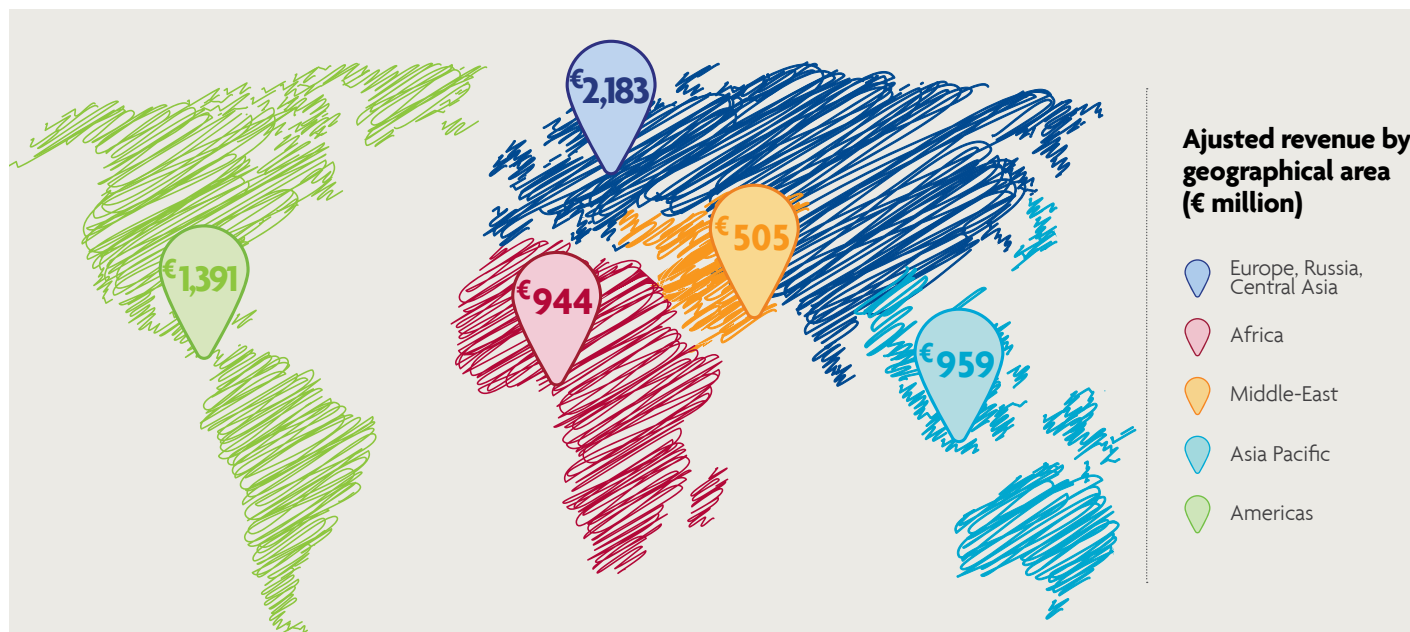 €2,183
€505
€1,391
€944
€959
Ajusted revenue by
geographical area
(€ million)
Europe, Russia,
Central Asia
Africa
Middle-East
Asia Pacific
Americas